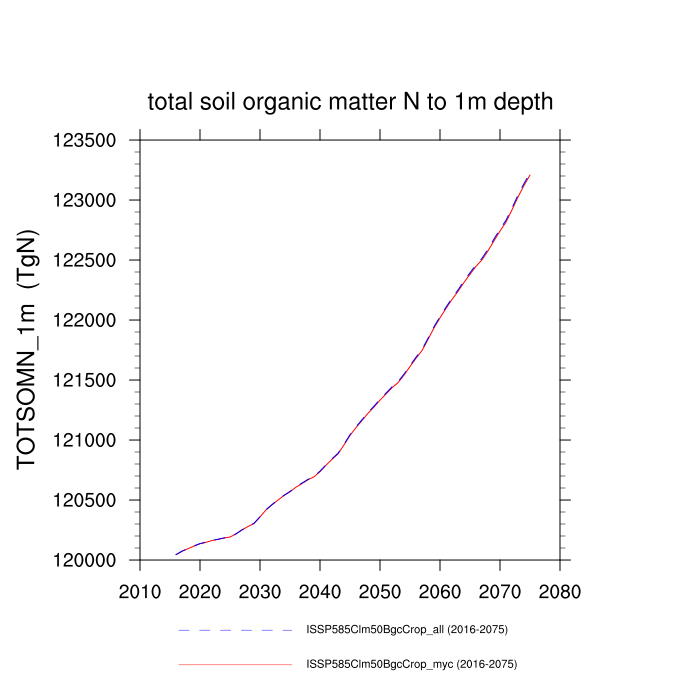 total soil organic matter N to 1m depth
TOTSOMN_1m (TgN)
123500
123000
122500
122000
121500
121000
120500
120000
2010 2020 2030 2040 2050 2060 2070 2080
ISSP585Clm50BgcCrop_all (2016-2075)
ISSP585Clm50BgcCrop_myc (2016-2075)